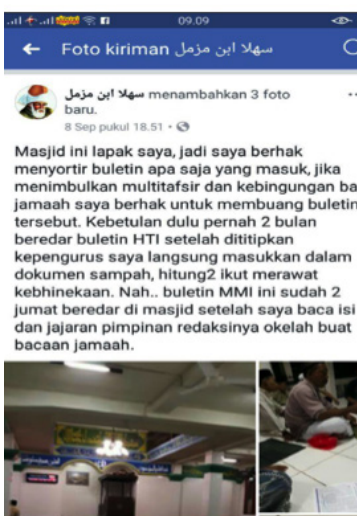 09.09
Foto kiriman سهلا ابن مزمل
سهلا ابن مزمل menambahkan 3 foto
baru.
8 Sep pukul 18.51
Masjid ini lapak saya, jadi saya berhak
menyortir buletin apa saja yang masuk, jika
menimbulkan multitafsir dan kebingungan ba
jamaah saya berhak untuk membuang buletin
tersebut. Kebetulan dulu pernah 2 bulan
beredar buletin HTI setelah dititipkan
kepengurus saya langsung masukkan dalam
dokumen sampah, hitung2 ikut merawat
kebhinekaan. Nah.. buletin MMI ini sudah 2
jumat beredar di masjid setelah saya baca isi
dan jajaran pimpinan redaksinya okelah buat
bacaan jamaah.